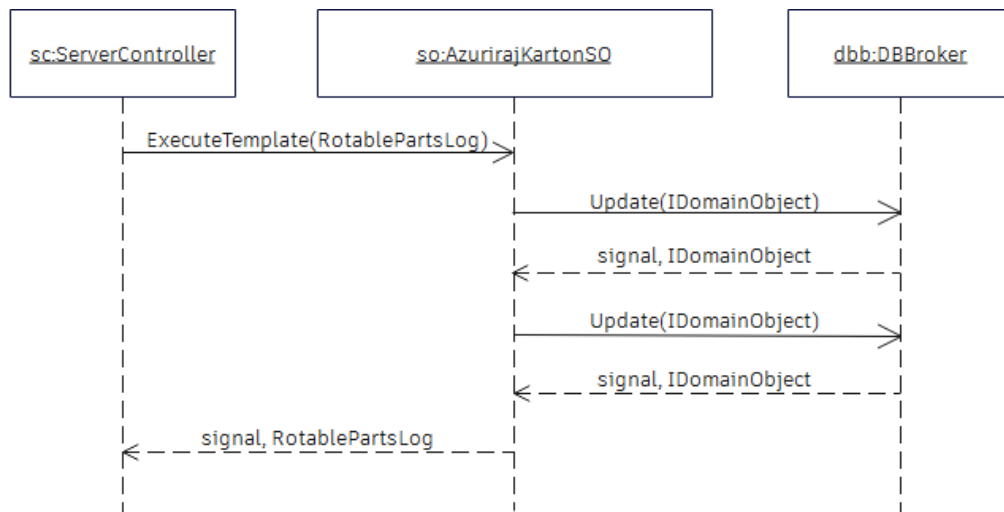 sc:ServerController
so:AzurirajKartonSO
dbb:DBBroker
ExecuteTemplate(RotablePartsLog)
Update(IDomainObject)
signal, IDomainObject
Update(IDomainObject)
signal, IDomainObject
signal, RotablePartsLog